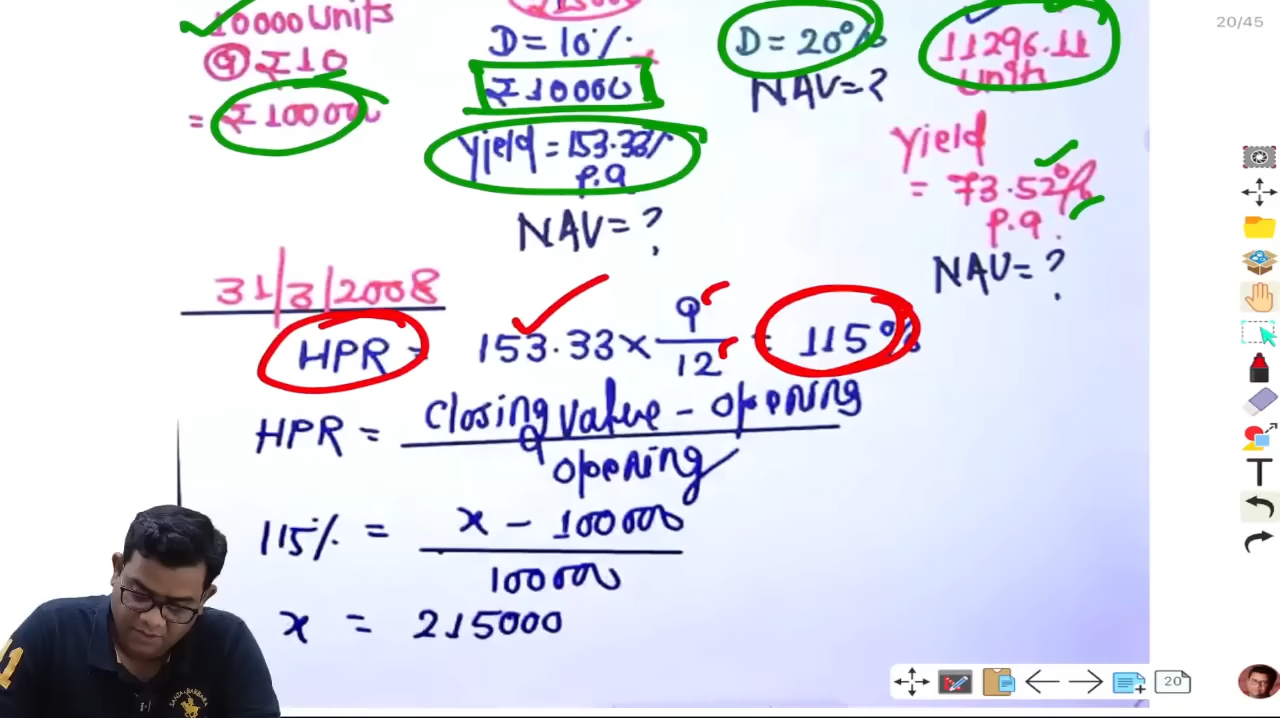 20/45
10000 Units
@ ₹10
= ₹100000
D = 10%
₹10000
Yield = 153.33%
p.a
NAV = ?
D = 20%
NAV = ?
11296.11
units
Yield
= 73.52%
p.a.
NAV = ?
31/3/2008
HPR = 153.33 × 9/12 = 115%
HPR = Closing value - opening
opening
115% = x - 100000
100000
x = 215000
SANTA BARBARA
T
20